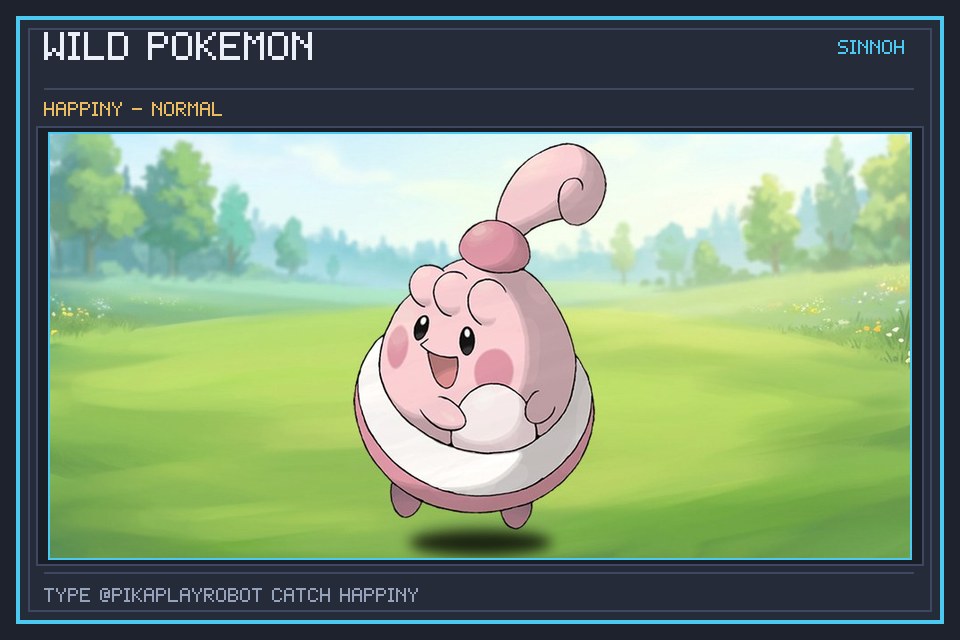 WILD POKEMON
SINNOH
HAPPINY - NORMAL
TYPE @PIKAPLAYROBOT CATCH HAPPINY